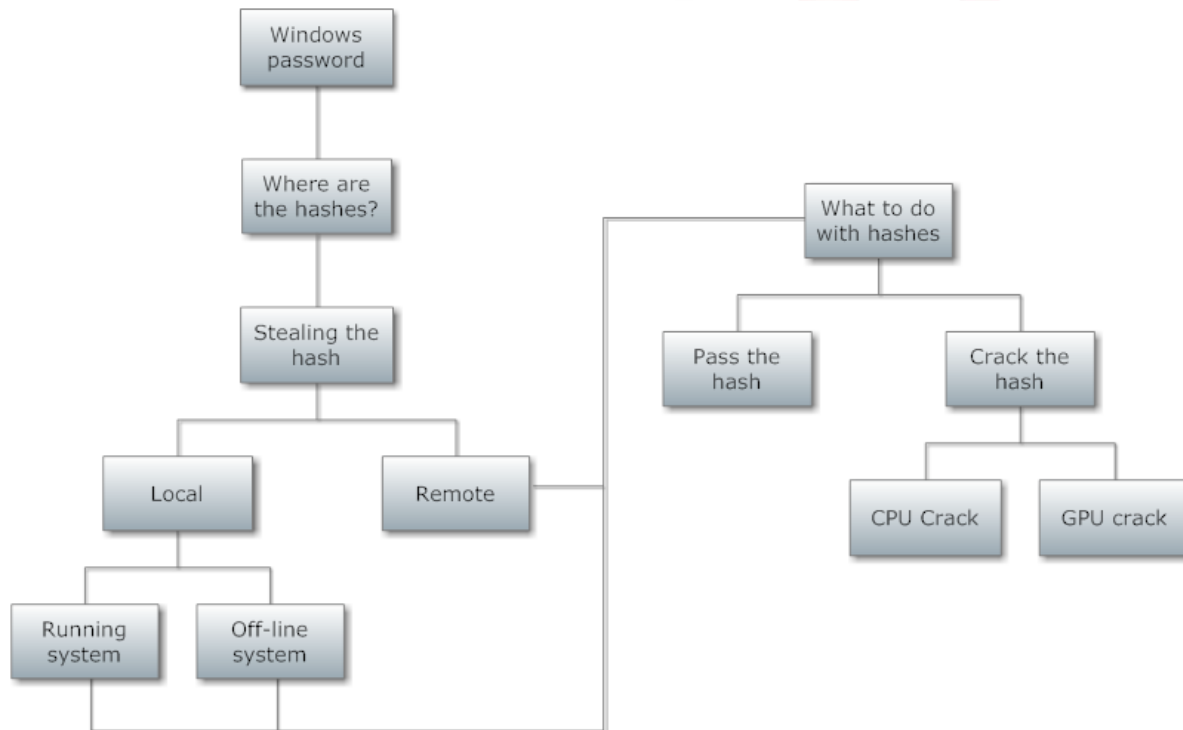 Windows
password
Where are
the hashes?
Stealing the
hash
Local
Remote
Running
system
Off-line
system
What to do
with hashes
Pass the
hash
Crack the
hash
CPU Crack
GPU crack